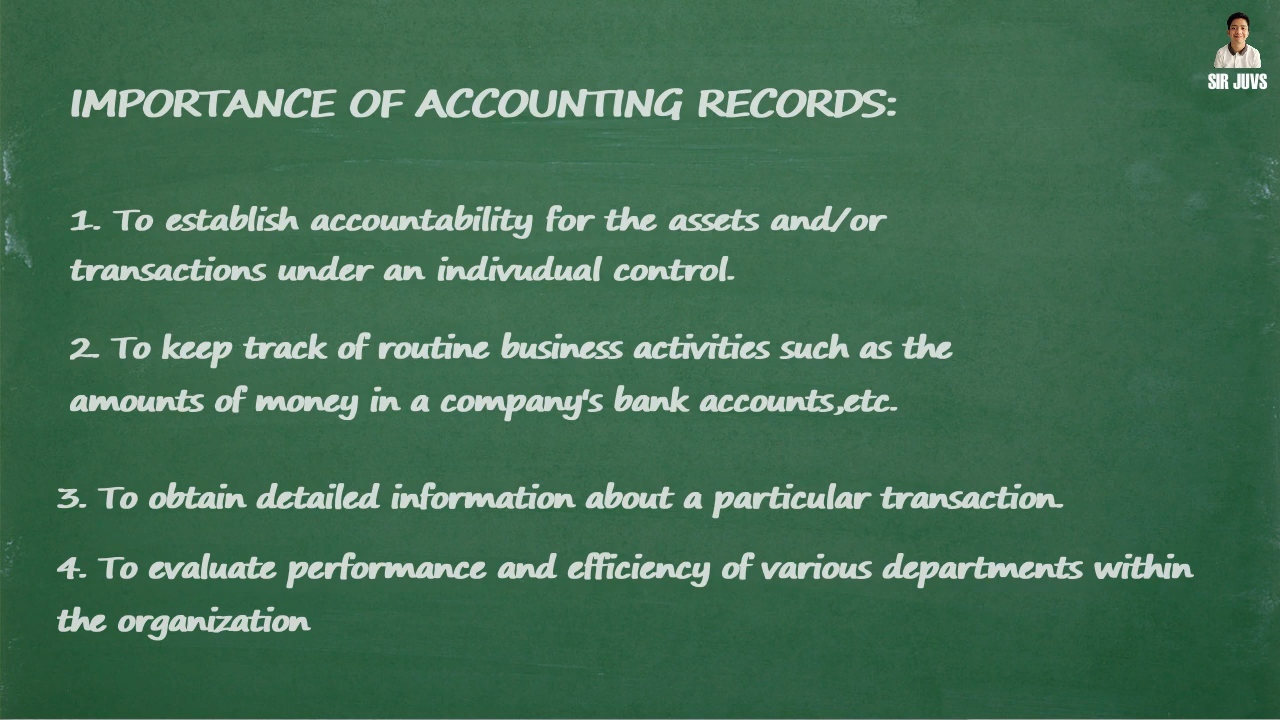 SIR JUVS
IMPORTANCE OF ACCOUNTING RECORDS:
1. To establish accountability for the assets and/or
transactions under an indivudual control.
2. To keep track of routine business activities such as the
amounts of money in a company's bank accounts,etc.
3. To obtain detailed information about a particular transaction.
4. To evaluate performance and efficiency of various departments within
the organization